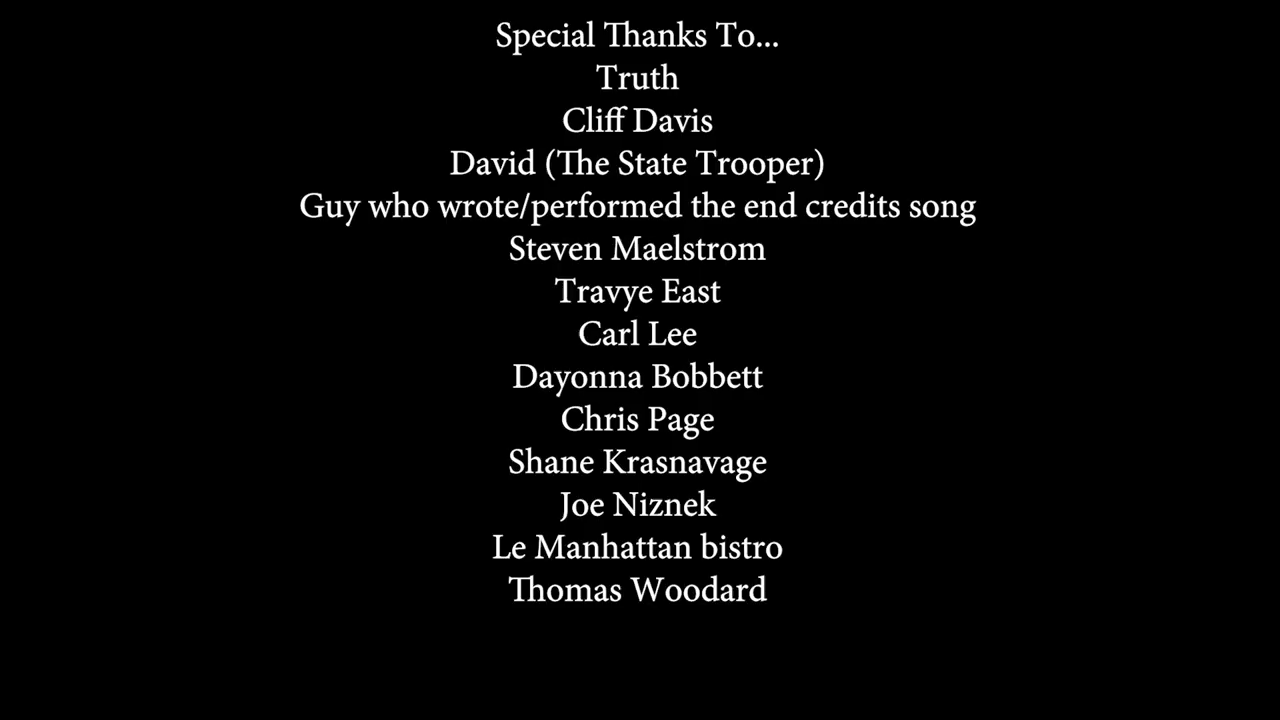 Special Thanks To...
Truth
Cliff Davis
David (The State Trooper)
Guy who wrote/performed the end credits song
Steven Maelstrom
Travye East
Carl Lee
Dayonna Bobbett
Chris Page
Shane Krasnavage
Joe Niznek
Le Manhattan bistro
Thomas Woodard